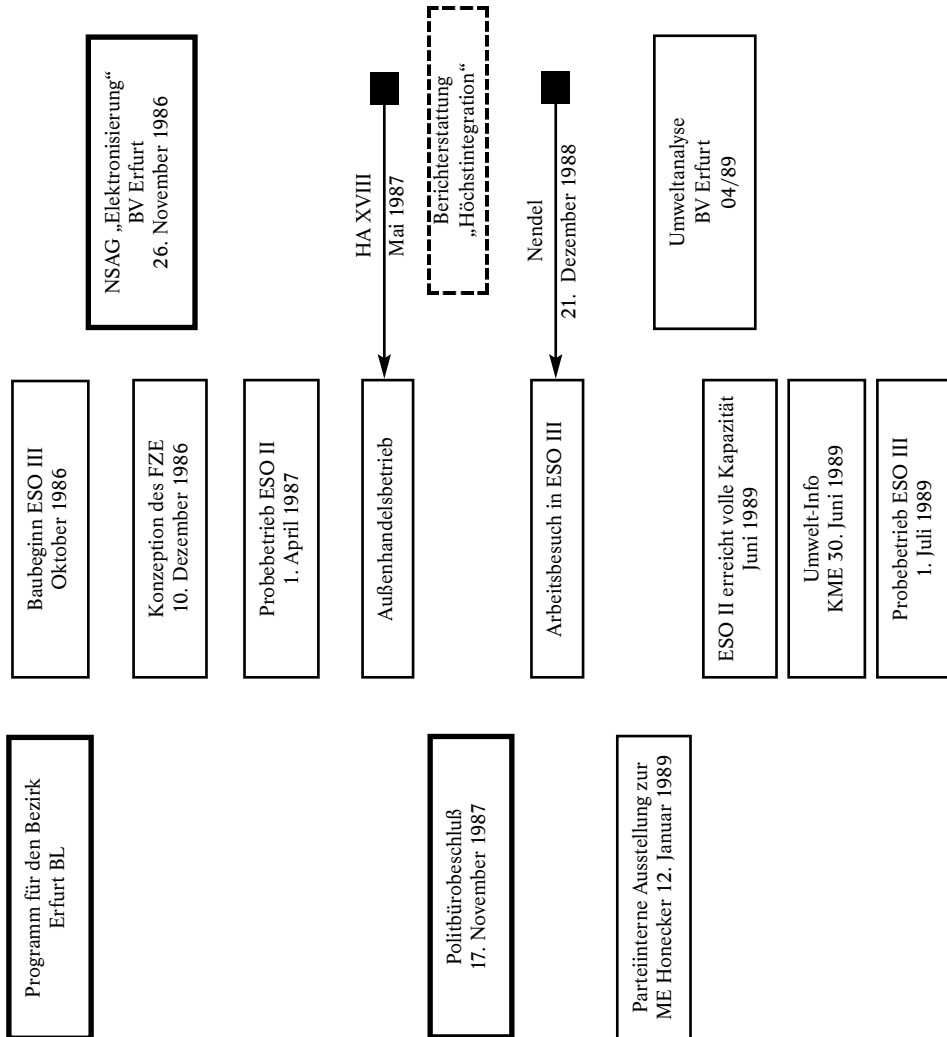 Programm für den Bezirk
Erfurt BL
Politbürobeschluß
17. November 1987
Parteiinterne Ausstellung zur
ME Honecker 12. Januar 1989
Baubeginn ESO III
Oktober 1986
Konzeption des FZE
10. Dezember 1986
Probebetrieb ESO II
1. April 1987
Außenhandelsbetrieb
Arbeitsbesuch in ESO III
ESO II erreicht volle Kapazität
Juni 1989
Umwelt-Info
KME 30. Juni 1989
Probebetrieb ESO III
1. Juli 1989
NSAG „Elektronisierung“
BV Erfurt
26. November 1986
HA XVIII
Mai 1987
Berichterstattung
„Höchstintegration“
Nendel
21. Dezember 1988
Umweltanalyse
BV Erfurt
04/89